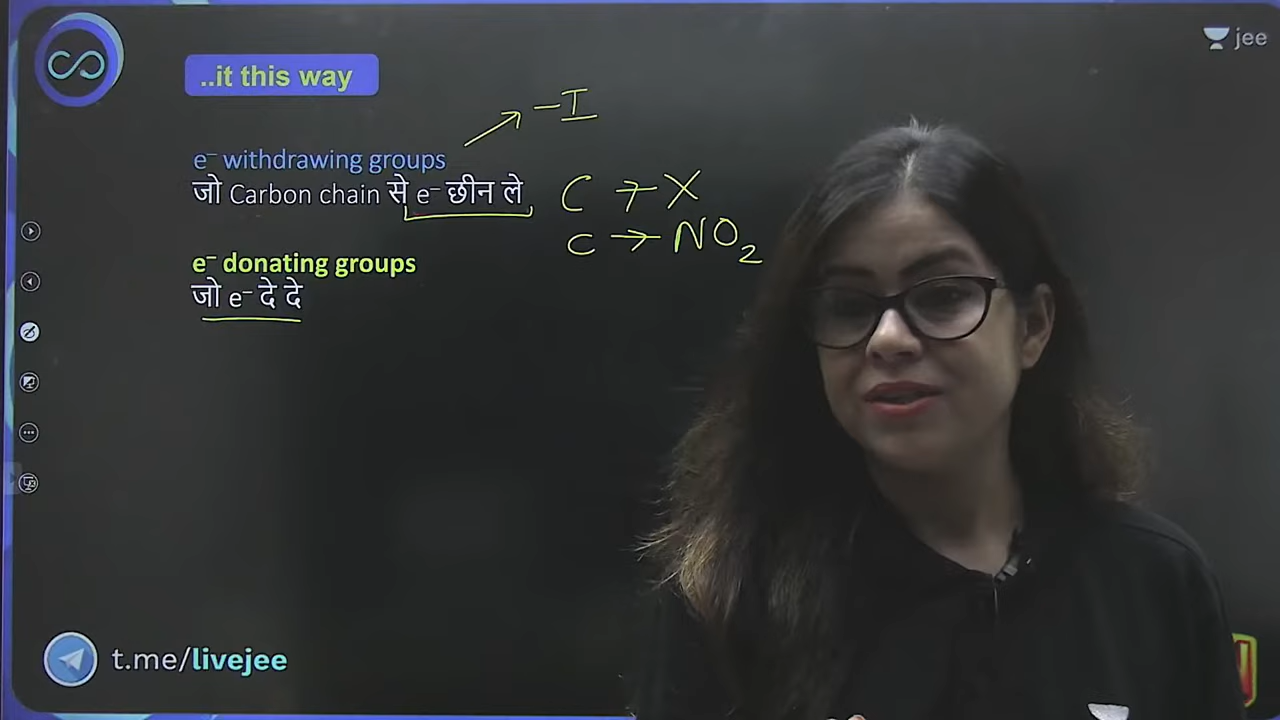 jee
..it this way
-I
e⁻ withdrawing groups
जो Carbon chain से e⁻ छीन ले
C → X
C → NO₂
e⁻ donating groups
जो e⁻ दे दे
t.me/livejee